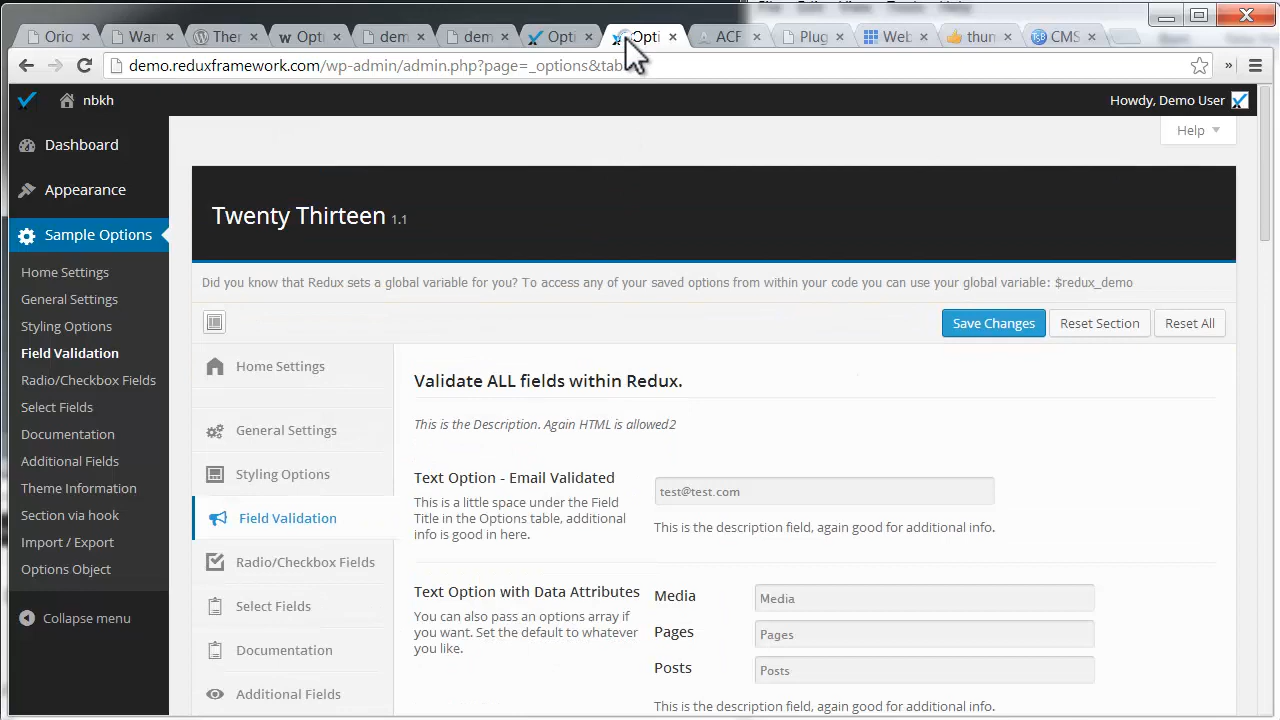 Orio
War
Ther
Opti
dem
dem
Opti
Opti
ACF
Plug
Web
thun
CMS
demo.reduxframework.com/wp-admin/admin.php?page=_options&tab
nbkh
Howdy, Demo User
Help
Dashboard
Appearance
Sample Options
Home Settings
General Settings
Styling Options
Field Validation
Radio/Checkbox Fields
Select Fields
Documentation
Additional Fields
Theme Information
Section via hook
Import / Export
Options Object
Collapse menu
Twenty Thirteen 1.1
Did you know that Redux sets a global variable for you? To access any of your saved options from within your code you can use your global variable: $redux_demo
Save Changes
Reset Section
Reset All
Home Settings
General Settings
Styling Options
Field Validation
Radio/Checkbox Fields
Select Fields
Documentation
Additional Fields
Validate ALL fields within Redux.
This is the Description. Again HTML is allowed2
Text Option - Email Validated
This is a little space under the Field
Title in the Options table, additional
info is good in here.
test@test.com
This is the description field, again good for additional info.
Text Option with Data Attributes
You can also pass an options array if
you want. Set the default to whatever
you like.
Media
Media
Pages
Pages
Posts
Posts
This is the description field, again good for additional info.